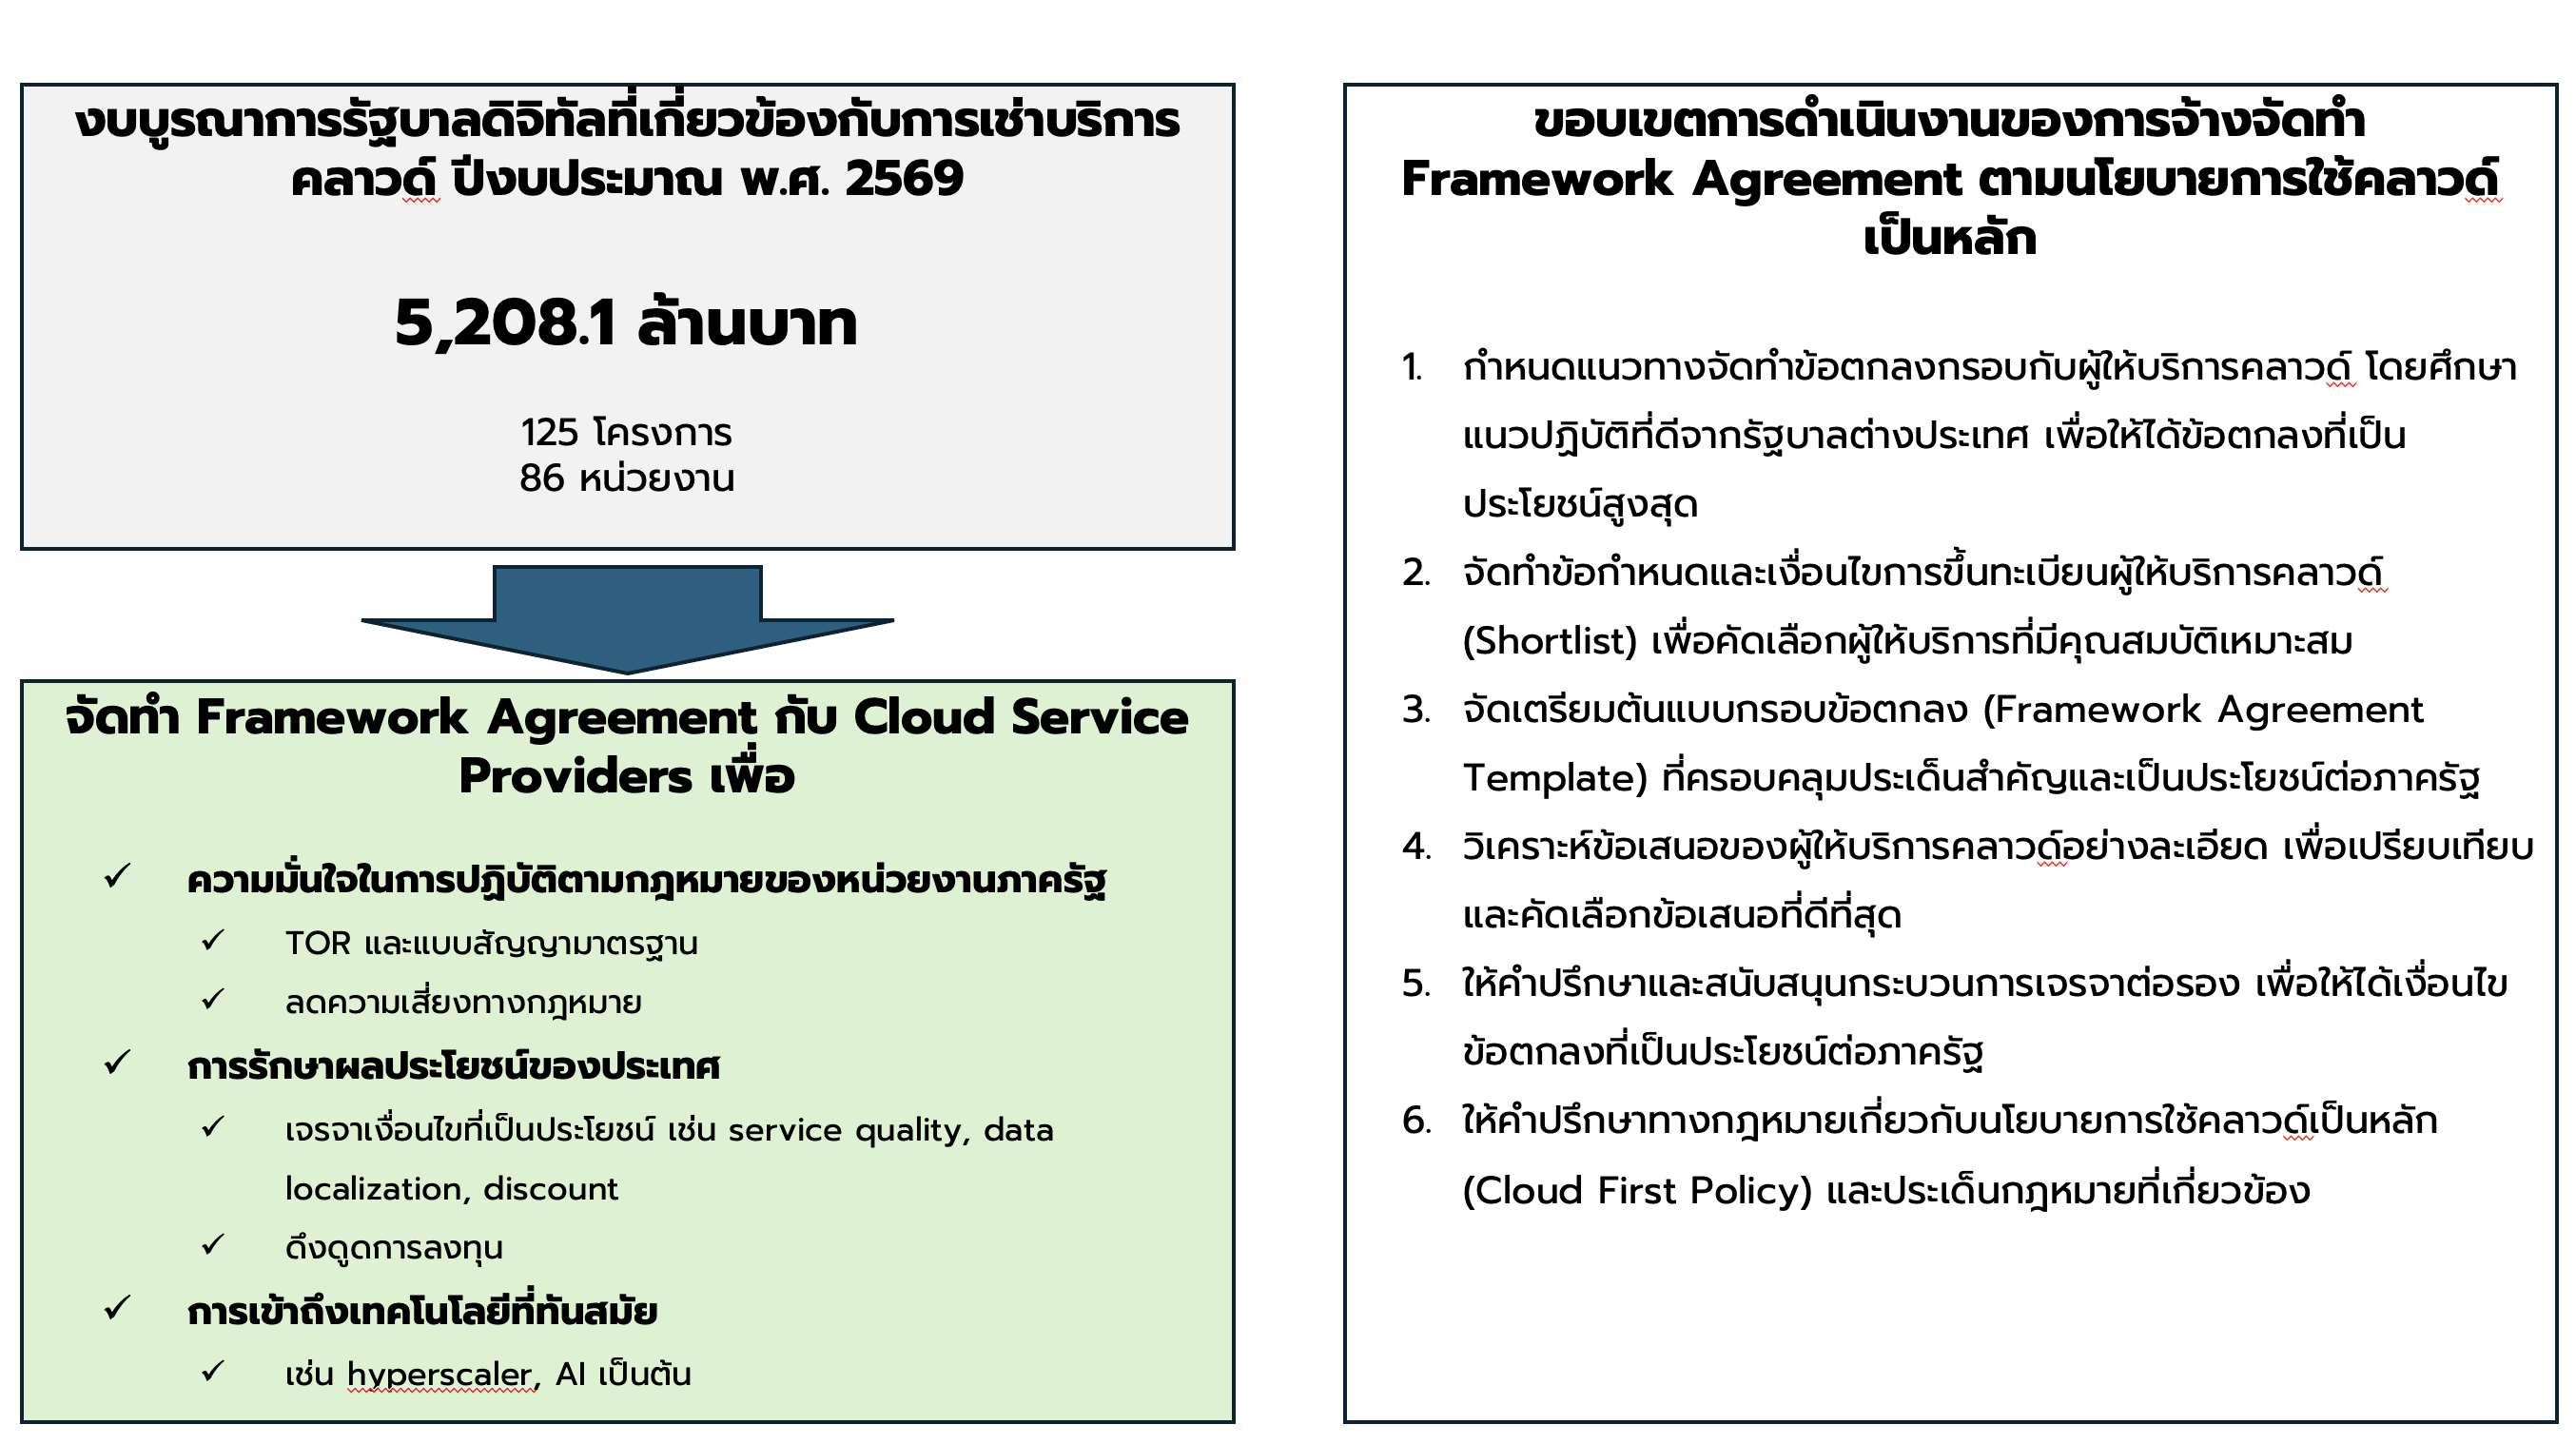 งบบูรณาการรัฐบาลดิจิทัลที่เกี่ยวข้องกับการเช่าบริการ
คลาวด์ ปีงบประมาณ พ.ศ. 2569
5,208.1 ล้านบาท
125 โครงการ
86 หน่วยงาน
จัดทำ Framework Agreement กับ Cloud Service
Providers เพื่อ
✓ ความมั่นใจในการปฏิบัติตามกฎหมายของหน่วยงานภาครัฐ
✓ TOR และแบบสัญญามาตรฐาน
✓ ลดความเสี่ยงทางกฎหมาย
✓ การรักษาผลประโยชน์ของประเทศ
✓ เจรจาเงื่อนไขที่เป็นประโยชน์ เช่น service quality, data
localization, discount
✓ ดึงดูดการลงทุน
✓ การเข้าถึงเทคโนโลยีที่ทันสมัย
✓ เช่น hyperscaler, AI เป็นต้น
ขอบเขตการดำเนินงานของการจ้างจัดทำ
Framework Agreement ตามนโยบายการใช้คลาวด์
เป็นหลัก
1. กำหนดแนวทางจัดทำข้อตกลงกรอบกับผู้ให้บริการคลาวด์ โดยศึกษา
แนวปฏิบัติที่ดีจากรัฐบาลต่างประเทศ เพื่อให้ได้ข้อตกลงที่เป็น
ประโยชน์สูงสุด
2. จัดทำข้อกำหนดและเงื่อนไขการขึ้นทะเบียนผู้ให้บริการคลาวด์
(Shortlist) เพื่อคัดเลือกผู้ให้บริการที่มีคุณสมบัติเหมาะสม
3. จัดเตรียมต้นแบบกรอบข้อตกลง (Framework Agreement
Template) ที่ครอบคลุมประเด็นสำคัญและเป็นประโยชน์ต่อภาครัฐ
4. วิเคราะห์ข้อเสนอของผู้ให้บริการคลาวด์อย่างละเอียด เพื่อเปรียบเทียบ
และคัดเลือกข้อเสนอที่ดีที่สุด
5. ให้คำปรึกษาและสนับสนุนกระบวนการเจรจาต่อรอง เพื่อให้ได้เงื่อนไข
ข้อตกลงที่เป็นประโยชน์ต่อภาครัฐ
6. ให้คำปรึกษาทางกฎหมายเกี่ยวกับนโยบายการใช้คลาวด์เป็นหลัก
(Cloud First Policy) และประเด็นกฎหมายที่เกี่ยวข้อง